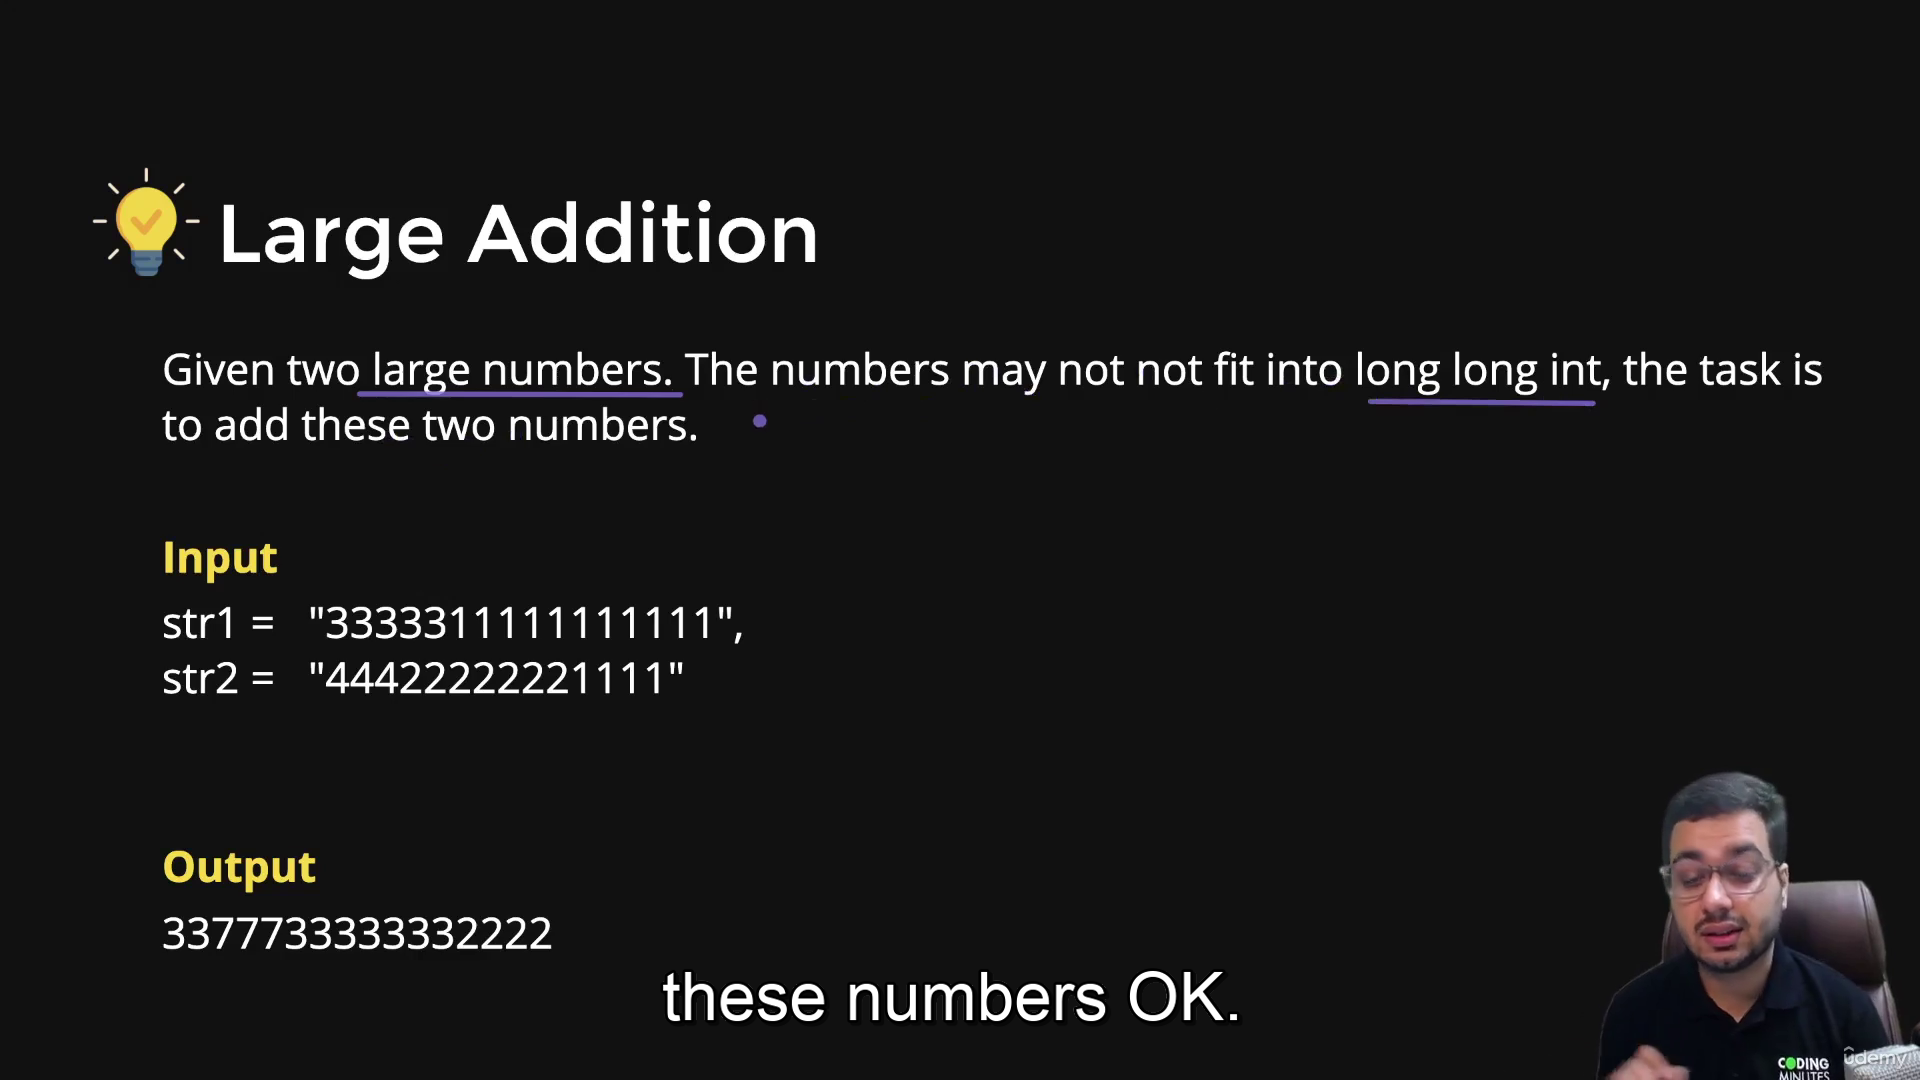 Large Addition
Given two large numbers. The numbers may not not fit into long long int, the task is
to add these two numbers.
Input
str1 = "3333311111111111",
str2 = "44422222221111"
Output
3377733333332222
these numbers OK.
CODING
MINUTES
udemy